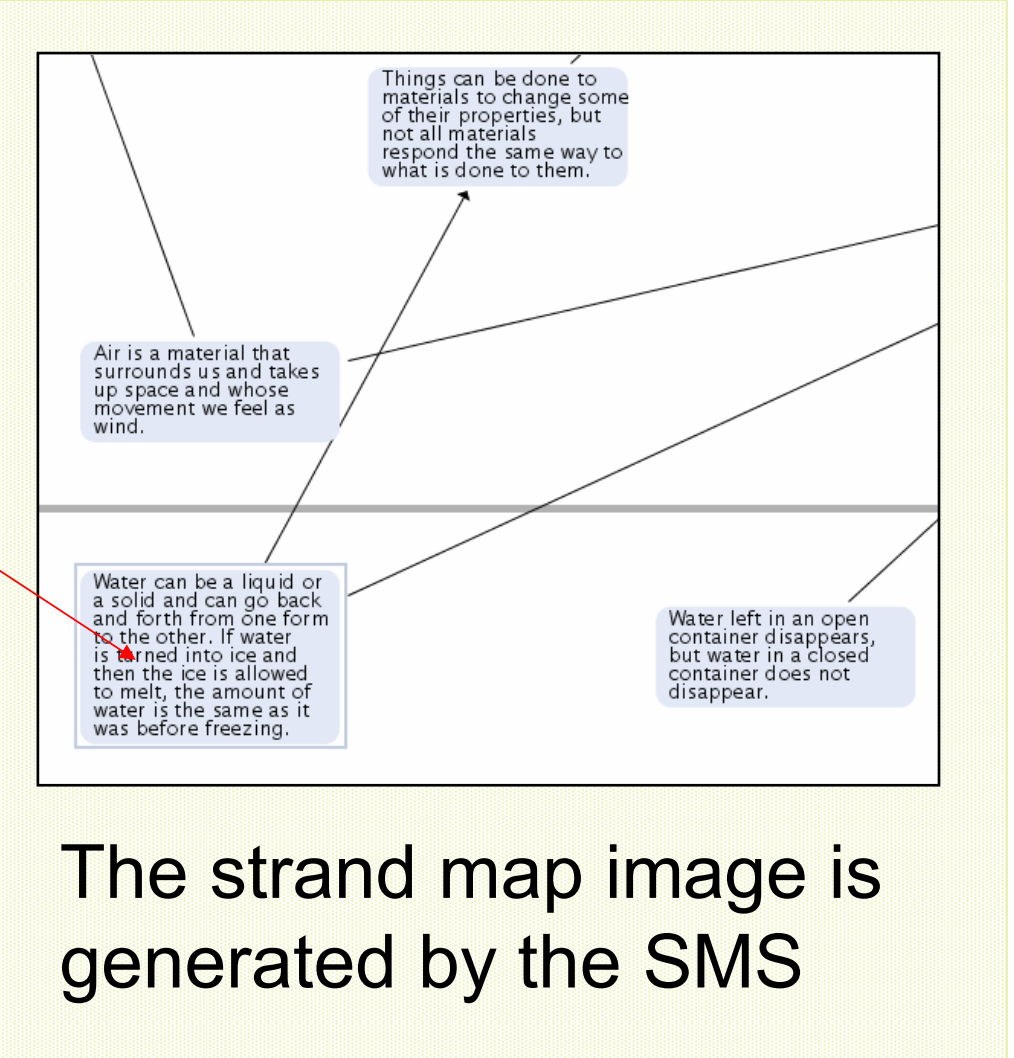 Things can be done to
materials to change some
of their properties, but
not all materials
respond the same way to
what is done to them.
Air is a material that
surrounds us and takes
up space and whose
movement we feel as
wind.
Water can be a liquid or
a solid and can go back
and forth from one form
to the other. If water
is turned into ice and
then the ice is allowed
to melt, the amount of
water is the same as it
was before freezing.
Water left in an open
container disappears,
but water in a closed
container does not
disappear.
The strand map image is
generated by the SMS